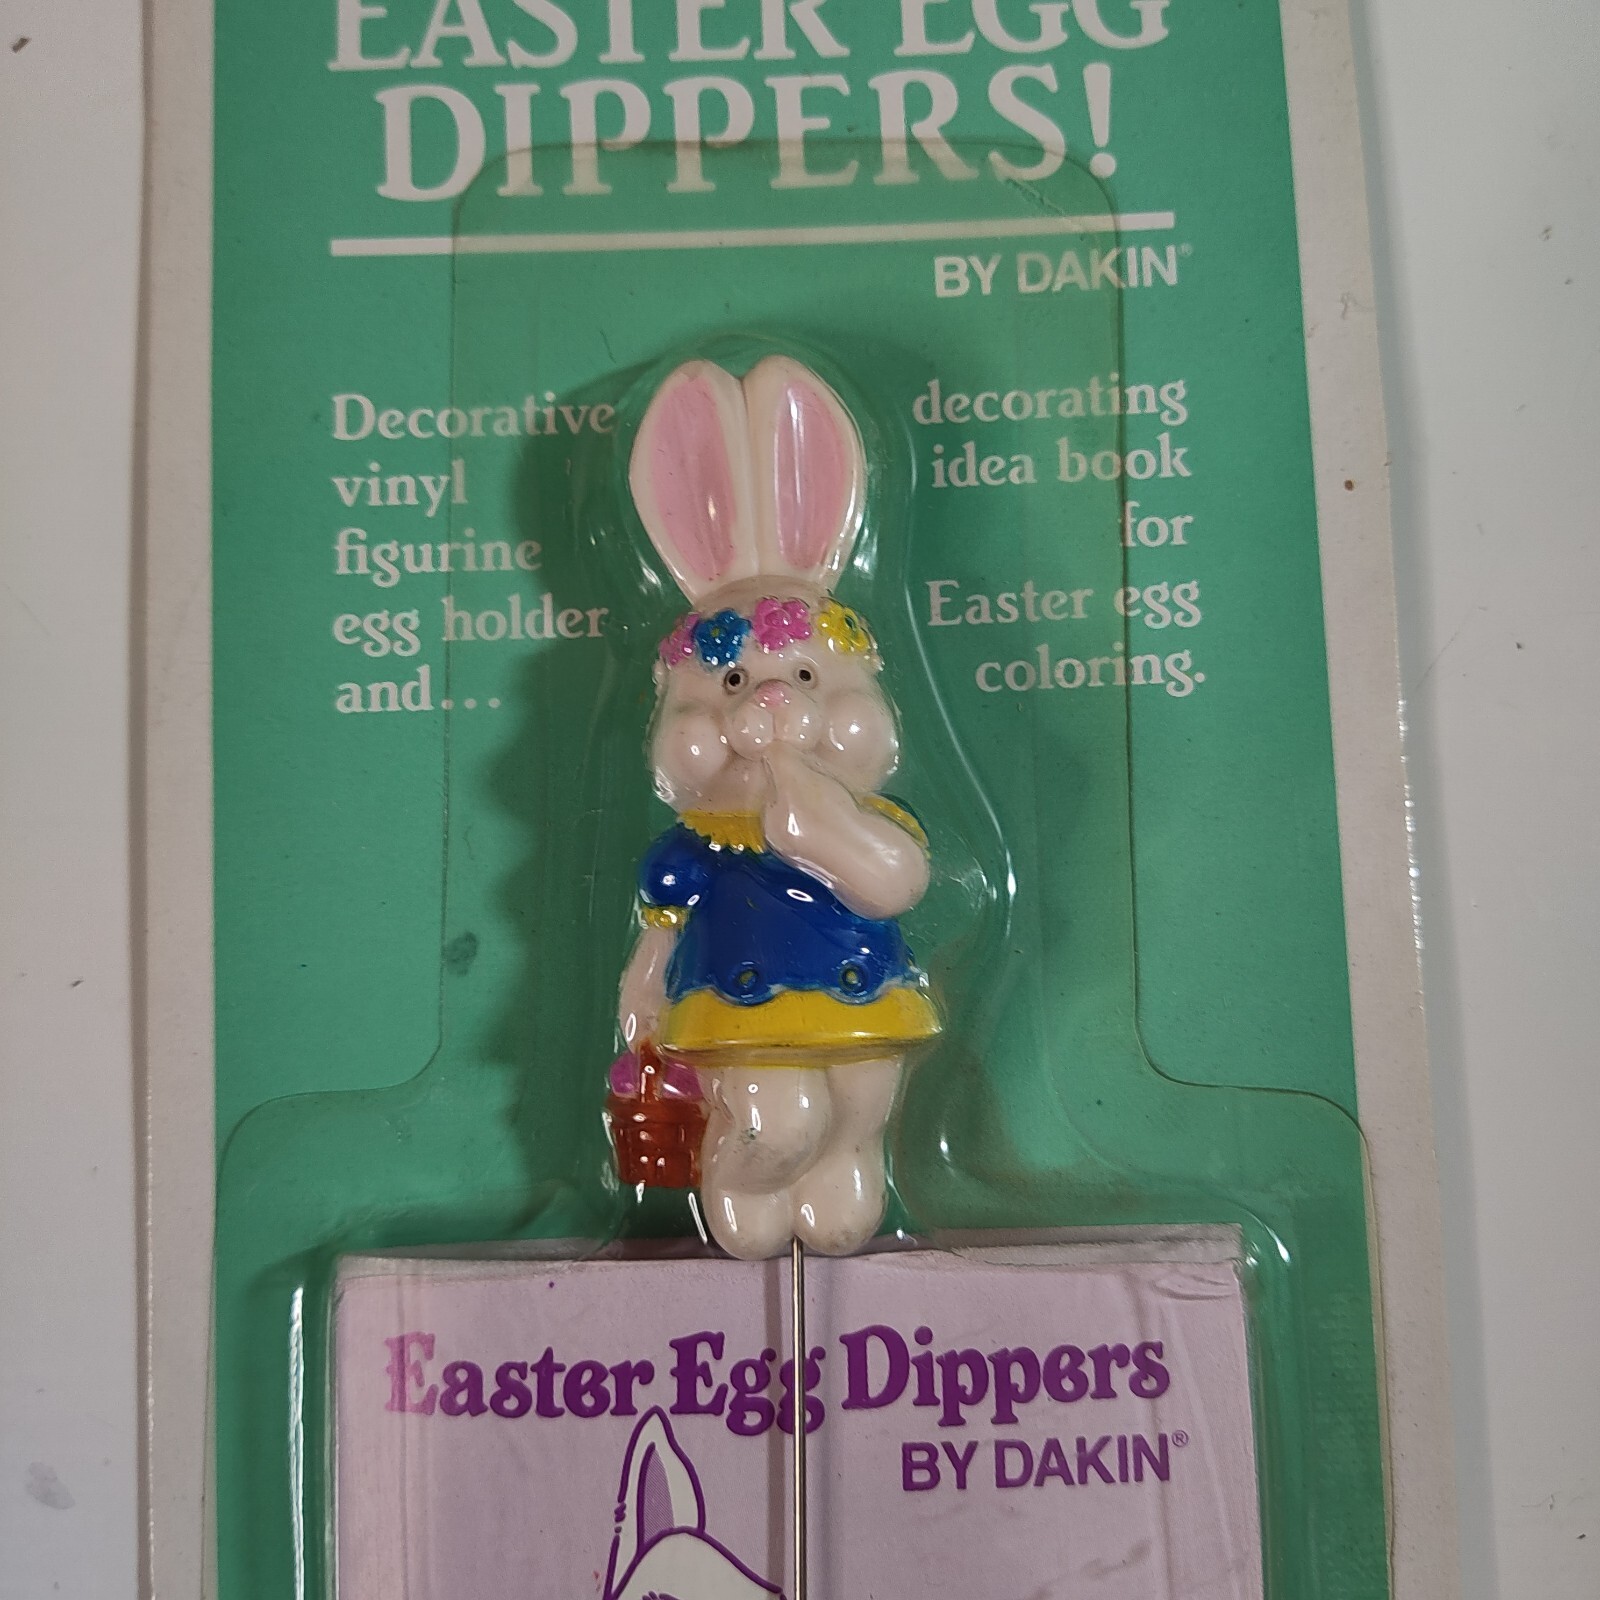 EASTER EGG
DIPPERS!
BY DAKIN®
Decorative
vinyl
figurine
egg holder
and...
decorating
idea book
for
Easter egg
coloring.
Easter Egg Dippers
BY DAKIN®